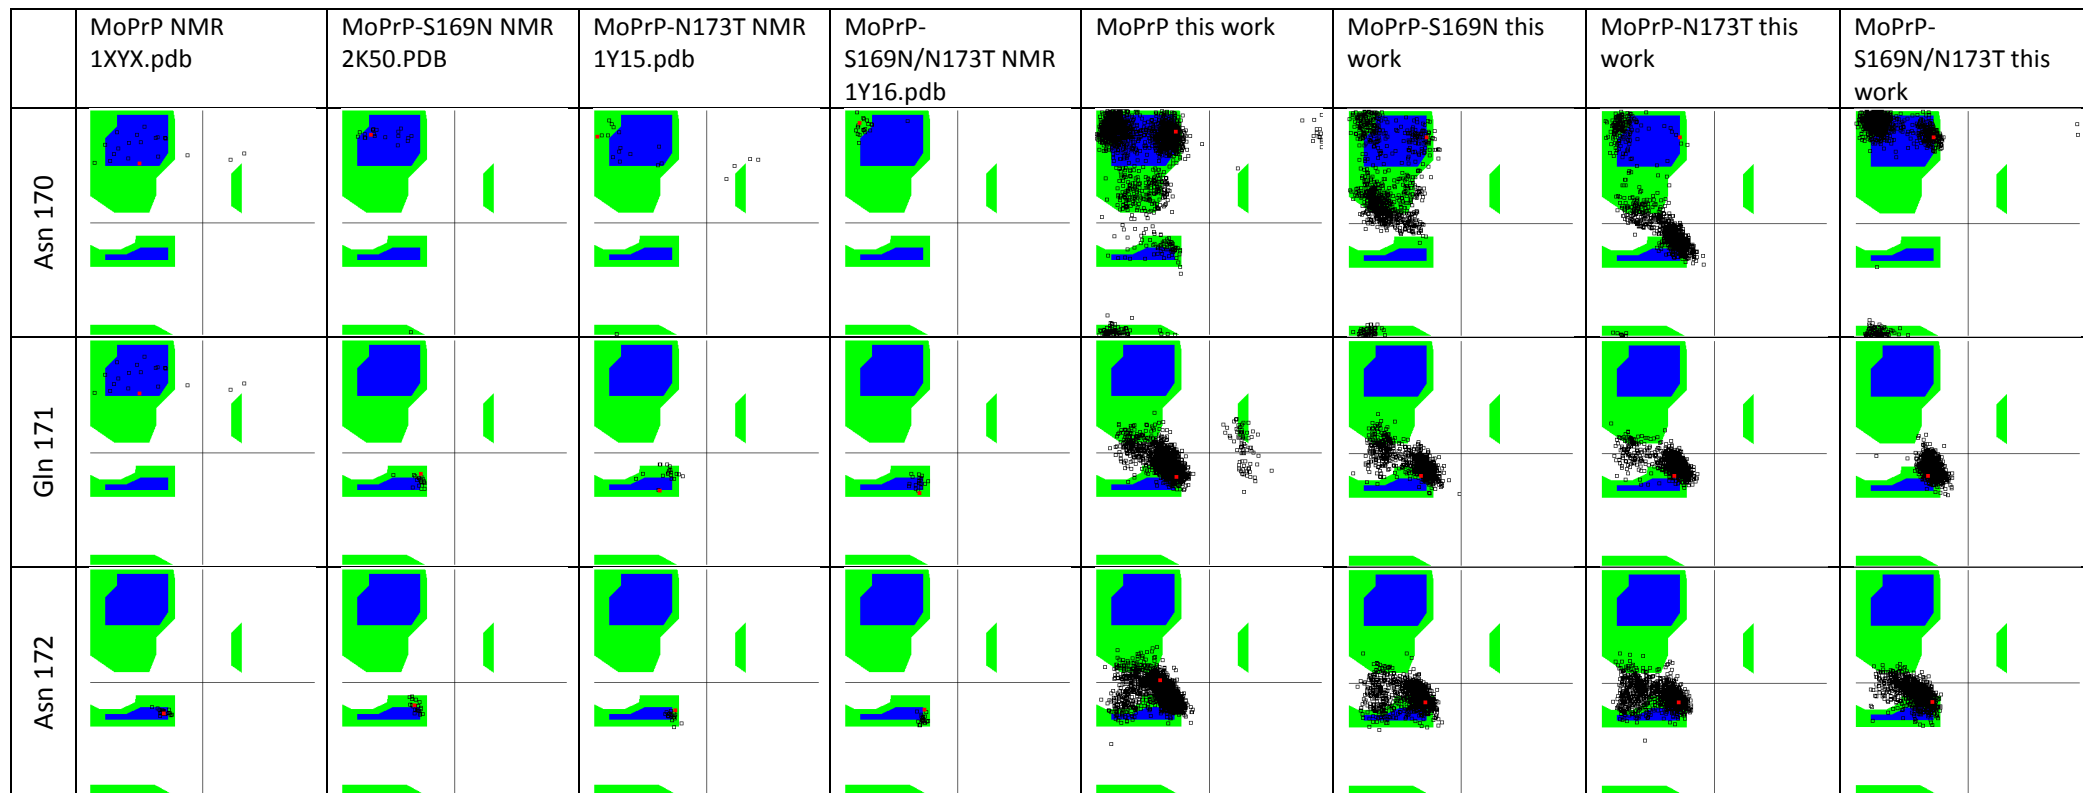 MoPrP NMR
1XYX.pdb
MoPrP-S169N NMR
2K50.PDB
MoPrP-N173T NMR
1Y15.pdb
MoPrP-
S169N/N173T NMR
1Y16.pdb
MoPrP this work
MoPrP-S169N this
work
MoPrP-N173T this
work
MoPrP-
S169N/N173T this
work
Asn 170
Gln 171
Asn 172